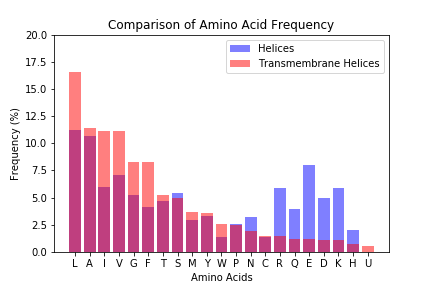 Comparison of Amino Acid Frequency
Helices
Transmembrane Helices
Frequency (%)
20.0
17.5
15.0
12.5
10.0
7.5
5.0
2.5
0.0
L A I V G F T S M Y W P N C R Q E D K H U
Amino Acids